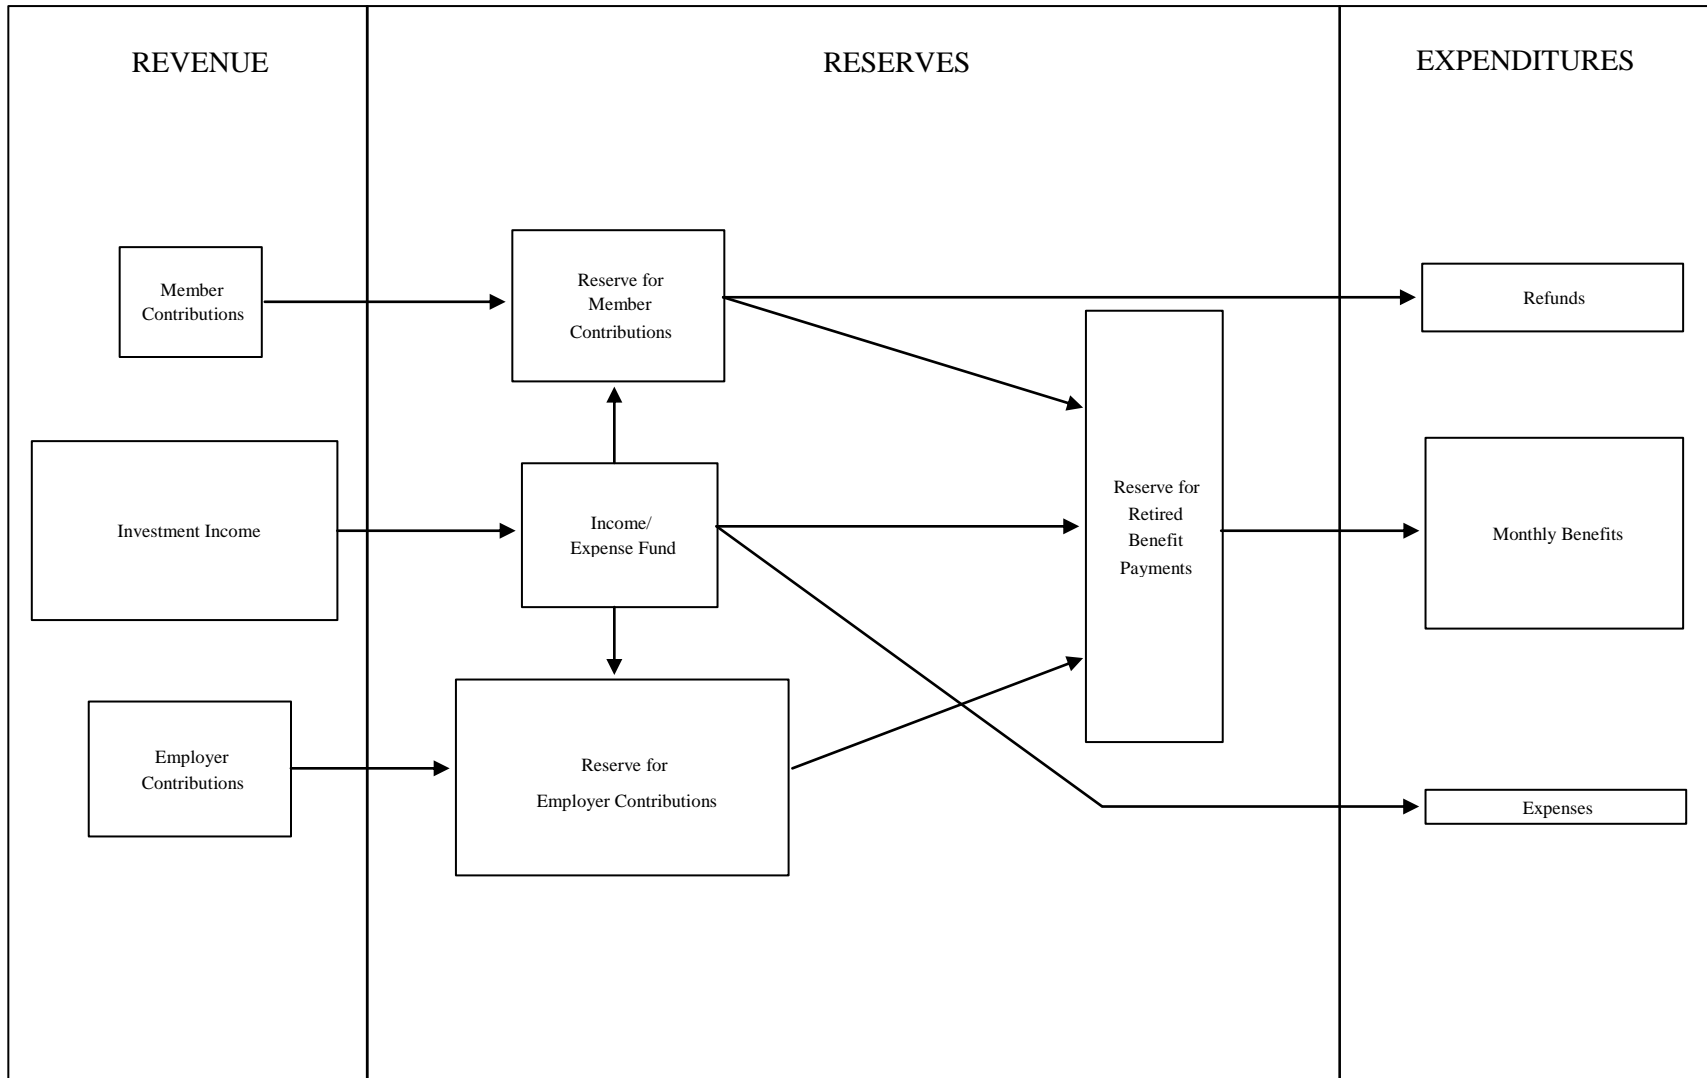 REVENUE
RESERVES
EXPENDITURES
Member
Contributions
Reserve for
Member
Contributions
Refunds
Investment Income
Income/
Expense Fund
Reserve for
Retired
Benefit
Payments
Monthly Benefits
Employer
Contributions
Reserve for
Employer Contributions
Expenses